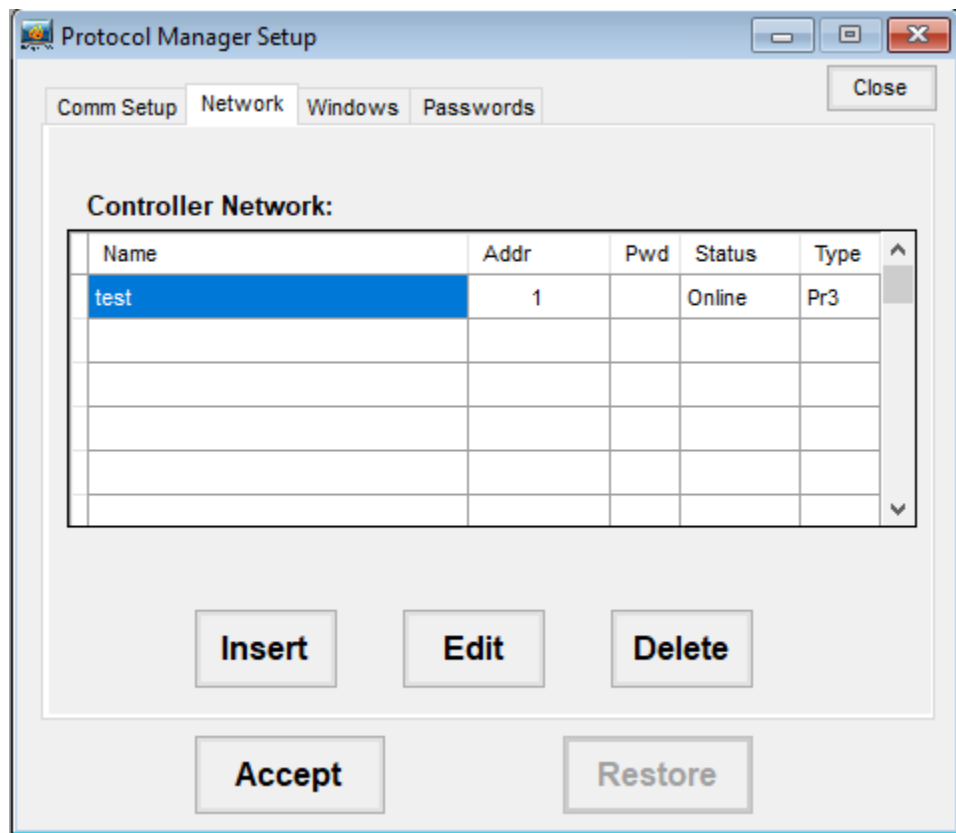 Protocol Manager Setup
Close
Comm Setup Network Windows Passwords
Controller Network:
Name Addr Pwd Status Type
test 1 Online Pr3
Insert Edit Delete
Accept Restore